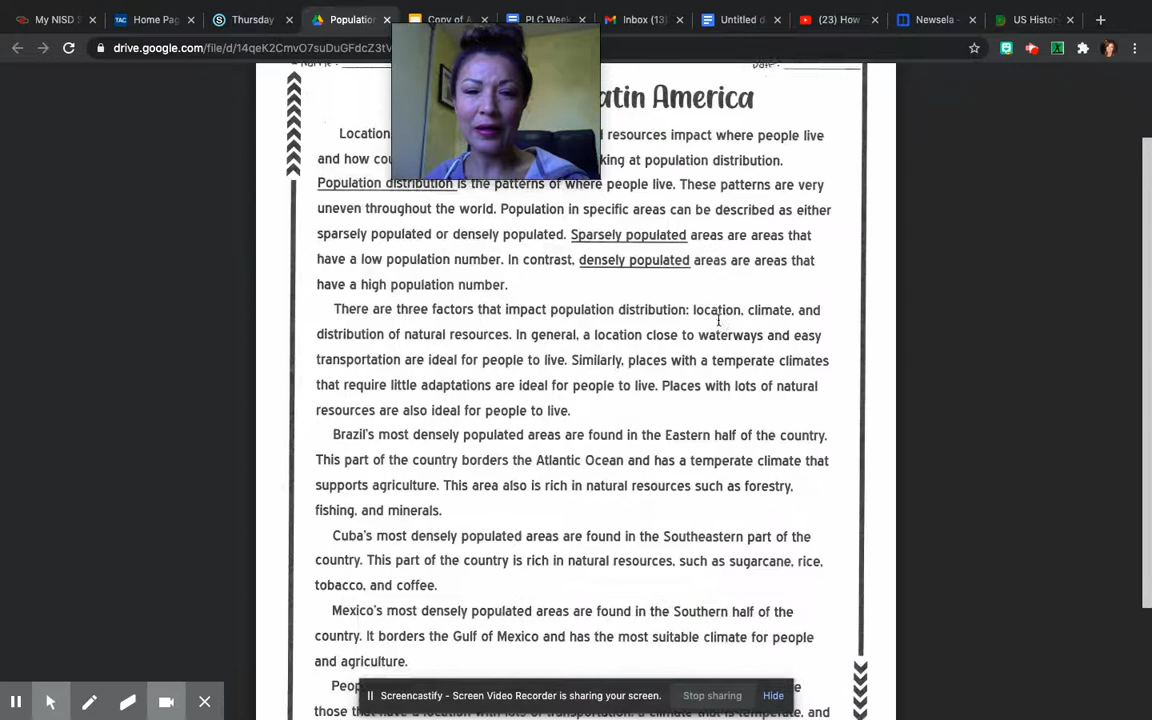 My NISD
Home Pag
Thursday
Population
Copy of A
PLC Week
Inbox (13)
Untitled d
(23) How
Newsela
US History
drive.google.com/file/d/14qeK2CmvO7suDuGFdcZ3tV
Date:
atin America
Location, resources impact where people live
and how cou king at population distribution.
Population distribution is the patterns of where people live. These patterns are very
uneven throughout the world. Population in specific areas can be described as either
sparsely populated or densely populated. Sparsely populated areas are areas that
have a low population number. In contrast, densely populated areas are areas that
have a high population number.
There are three factors that impact population distribution: location, climate, and
distribution of natural resources. In general, a location close to waterways and easy
transportation are ideal for people to live. Similarly, places with a temperate climates
that require little adaptations are ideal for people to live. Places with lots of natural
resources are also ideal for people to live.
Brazil's most densely populated areas are found in the Eastern half of the country.
This part of the country borders the Atlantic Ocean and has a temperate climate that
supports agriculture. This area also is rich in natural resources such as forestry,
fishing, and minerals.
Cuba's most densely populated areas are found in the Southeastern part of the
country. This part of the country is rich in natural resources, such as sugarcane, rice,
tobacco, and coffee.
Mexico's most densely populated areas are found in the Southern half of the
country. It borders the Gulf of Mexico and has the most suitable climate for people
and agriculture.
Screencastify - Screen Video Recorder is sharing your screen.
Stop sharing
Hide
those